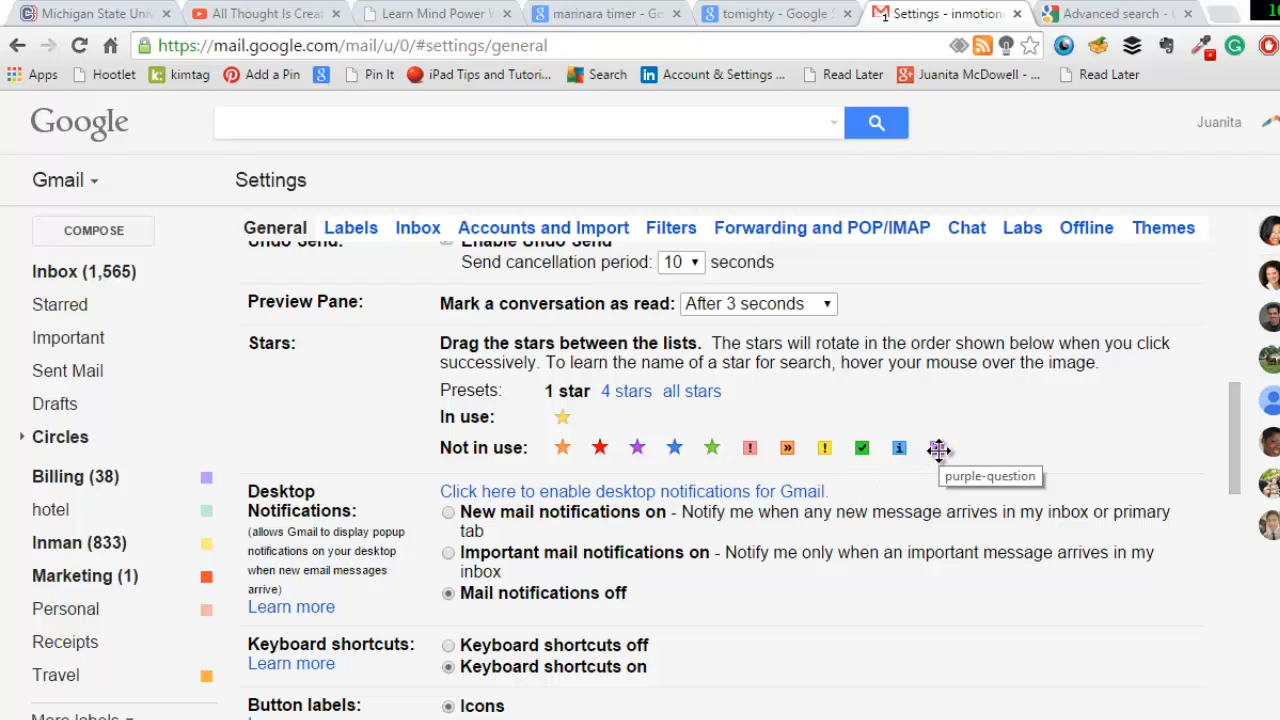 Michigan State Univ
All Thought Is Creat
Learn Mind Power W
marinara timer - Go
tomighty - Google S
Settings - inmotion
Advanced search - c
https://mail.google.com/mail/u/0/#settings/general
Apps
Hootlet
kimtag
Add a Pin
Pin It
iPad Tips and Tutori...
Search
Account & Settings ...
Read Later
Juanita McDowell - ...
Read Later
Google
Juanita
Gmail
Settings
COMPOSE
General Labels Inbox Accounts and Import Filters Forwarding and POP/IMAP Chat Labs Offline Themes
Inbox (1,565)
Starred
Important
Sent Mail
Drafts
Circles
Billing (38)
hotel
Inman (833)
Marketing (1)
Personal
Receipts
Travel
More labels
Undo Send:
Enable Undo Send
Send cancellation period: 10 seconds
Preview Pane:
Mark a conversation as read: After 3 seconds
Stars:
Drag the stars between the lists. The stars will rotate in the order shown below when you click
successively. To learn the name of a star for search, hover your mouse over the image.
Presets: 1 star 4 stars all stars
In use:
Not in use:
purple-question
Desktop
Notifications:
(allows Gmail to display popup
notifications on your desktop
when new email messages
arrive)
Learn more
Click here to enable desktop notifications for Gmail.
New mail notifications on - Notify me when any new message arrives in my inbox or primary
tab
Important mail notifications on - Notify me only when an important message arrives in my
inbox
Mail notifications off
Keyboard shortcuts:
Learn more
Keyboard shortcuts off
Keyboard shortcuts on
Button labels:
Icons